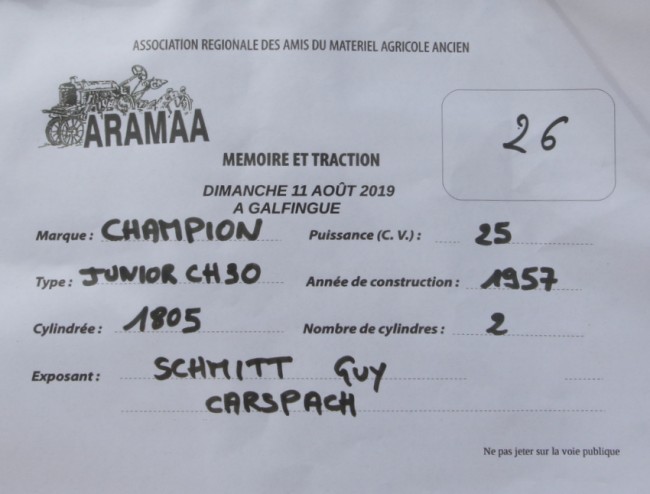 ASSOCIATION REGIONALE DES AMIS DU MATERIEL AGRICOLE ANCIEN
ARAMAA
26
MEMOIRE ET TRACTION
DIMANCHE 11 AOÛT 2019
A GALFINGUE
Marque : CHAMPION Puissance (C. V.) : 25
Type : JUNIOR CH30 Année de construction : 1957
Cylindrée : 1805 Nombre de cylindres : 2
Exposant : SCHMITT GUY
CARSPACH
Ne pas jeter sur la voie publique